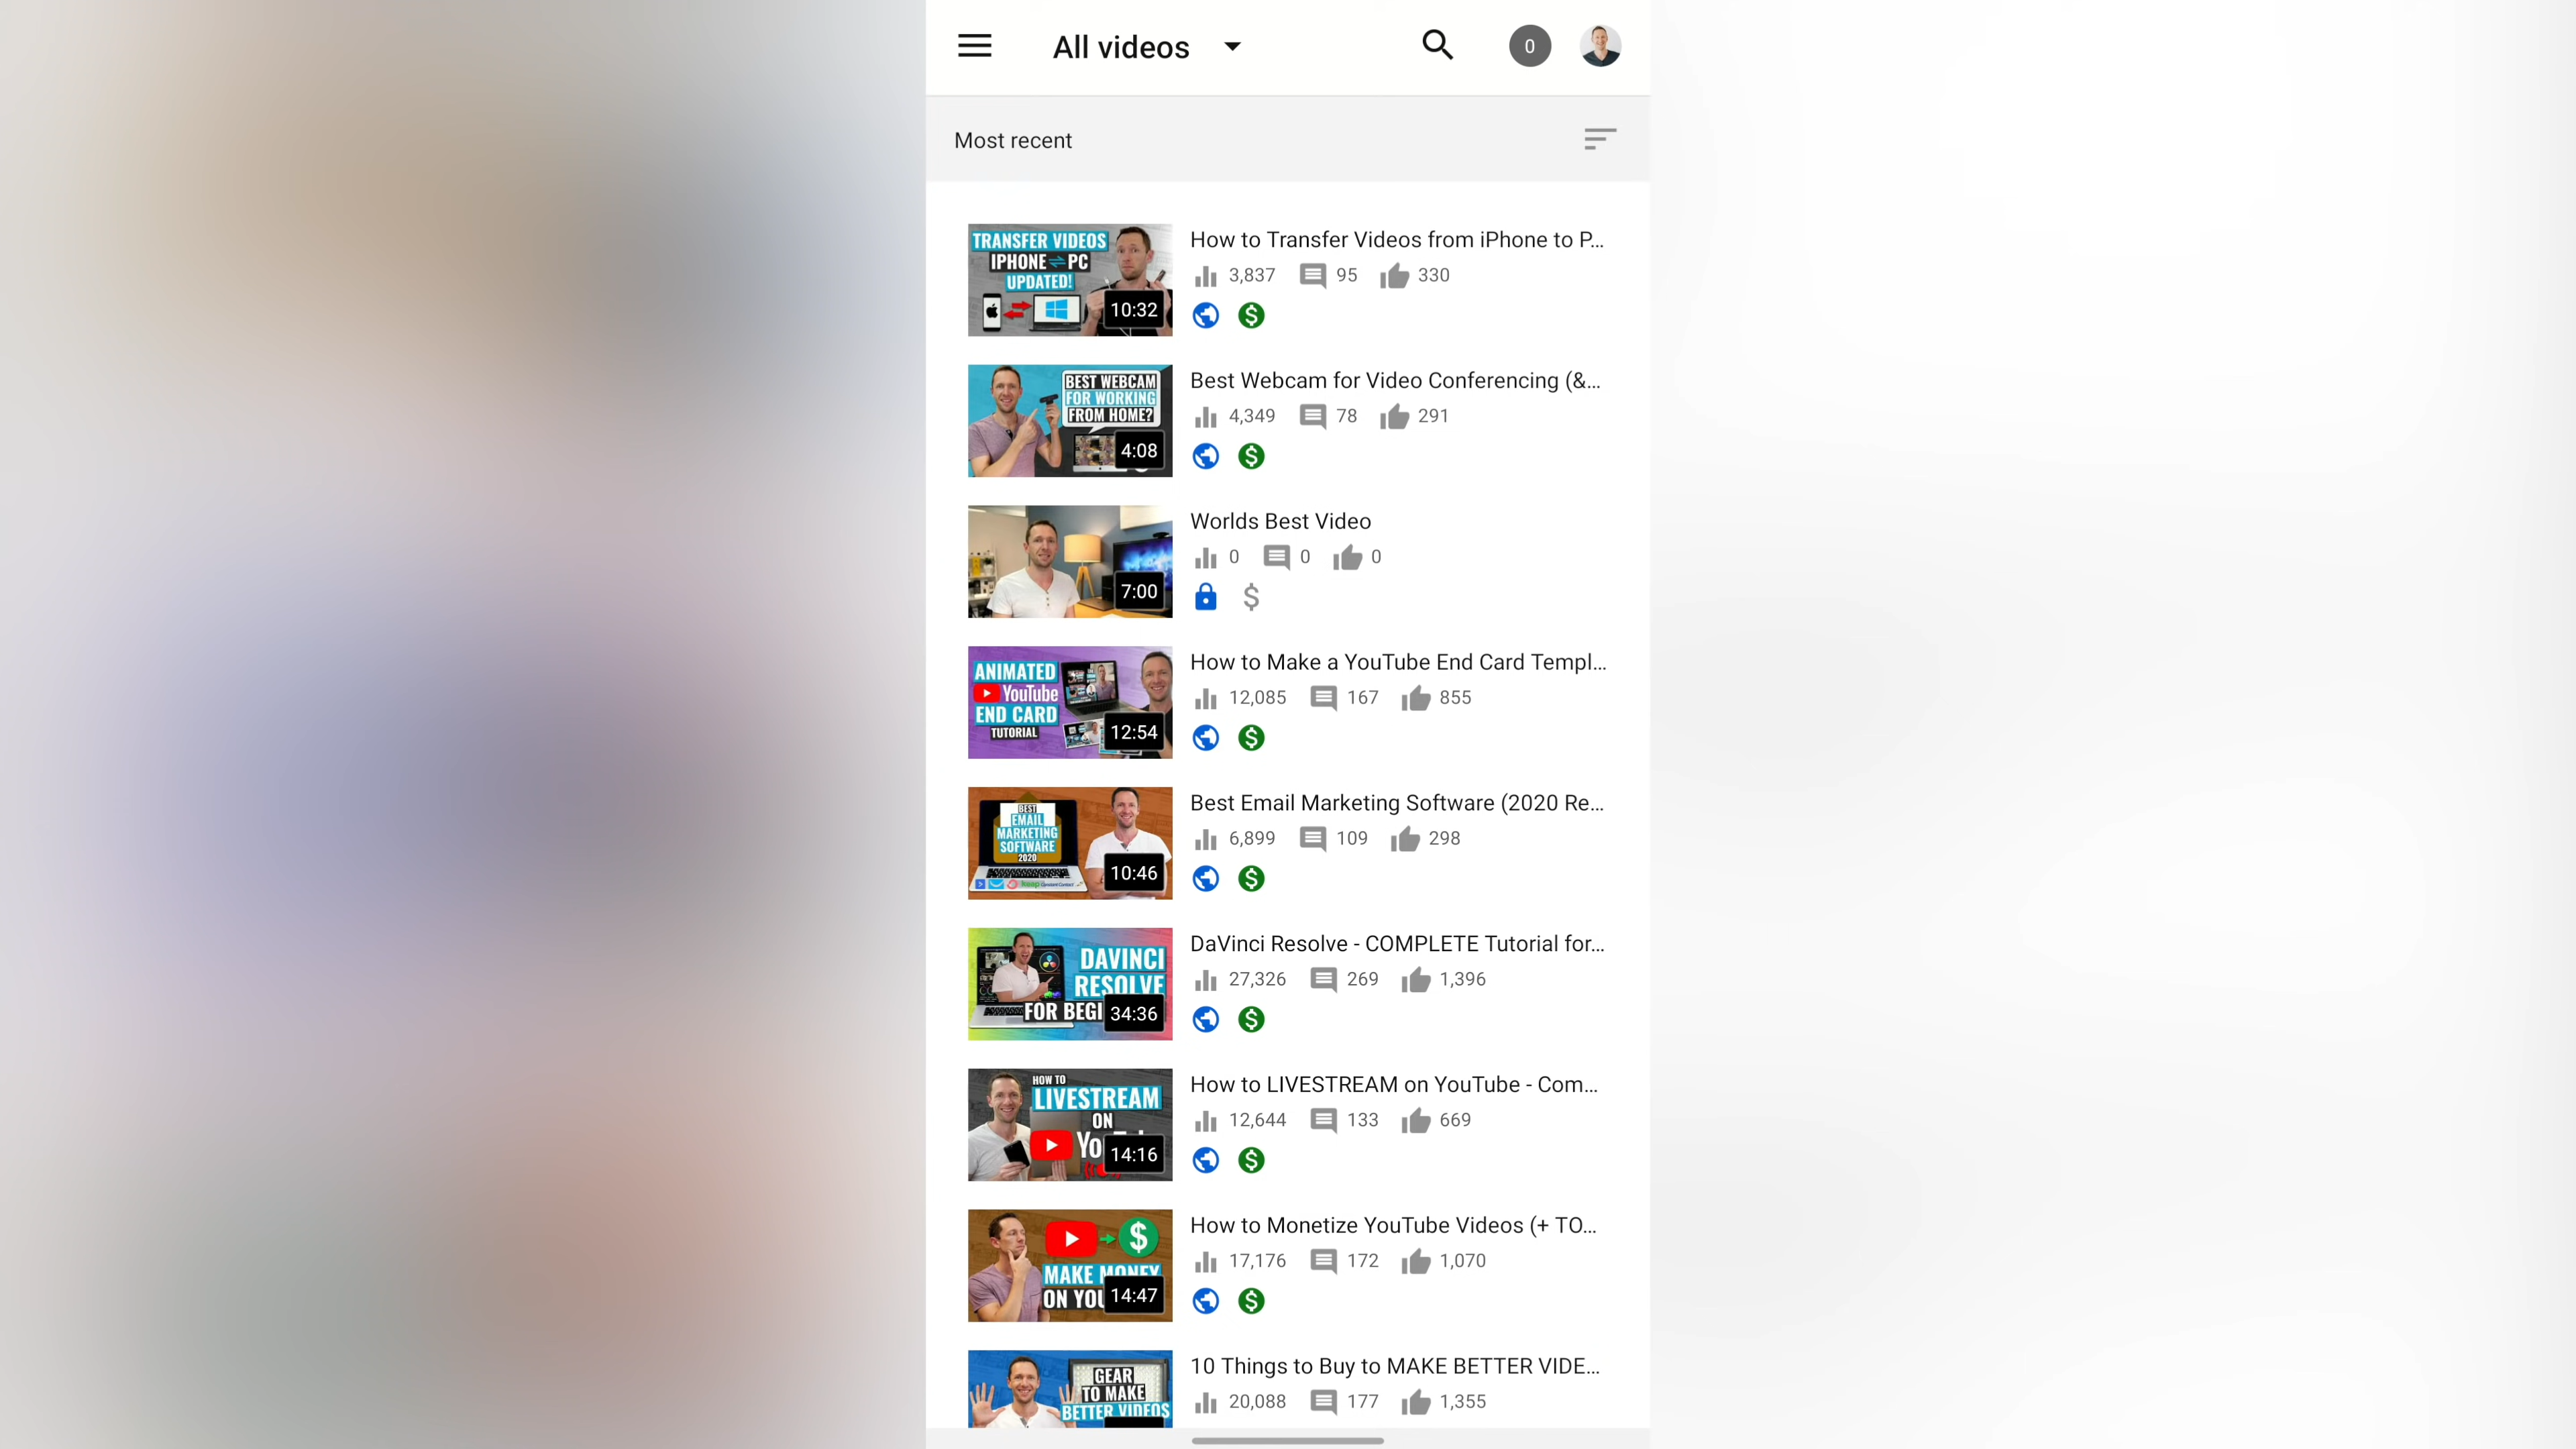 All videos
0
Most recent
TRANSFER VIDEOS
IPHONE PC
UPDATED!
10:32
How to Transfer Videos from iPhone to P...
3,837 95 330
BEST WEBCAM
FOR WORKING
FROM HOME?
4:08
Best Webcam for Video Conferencing (&...
4,349 78 291
7:00
Worlds Best Video
0 0 0
ANIMATED
YouTube
END CARD
TUTORIAL
12:54
How to Make a YouTube End Card Templ...
12,085 167 855
BEST
EMAIL
MARKETING
SOFTWARE
2020
10:46
Best Email Marketing Software (2020 Re...
6,899 109 298
DAVINCI
RESOLVE
FOR BEGI
34:36
DaVinci Resolve - COMPLETE Tutorial for...
27,326 269 1,396
HOW TO
LIVESTREAM
ON
14:16
How to LIVESTREAM on YouTube - Com...
12,644 133 669
$
MAKE MONEY
ON YOU
14:47
How to Monetize YouTube Videos (+ TO...
17,176 172 1,070
GEAR
TO MAKE
BETTER VIDEOS
10 Things to Buy to MAKE BETTER VIDE...
20,088 177 1,355